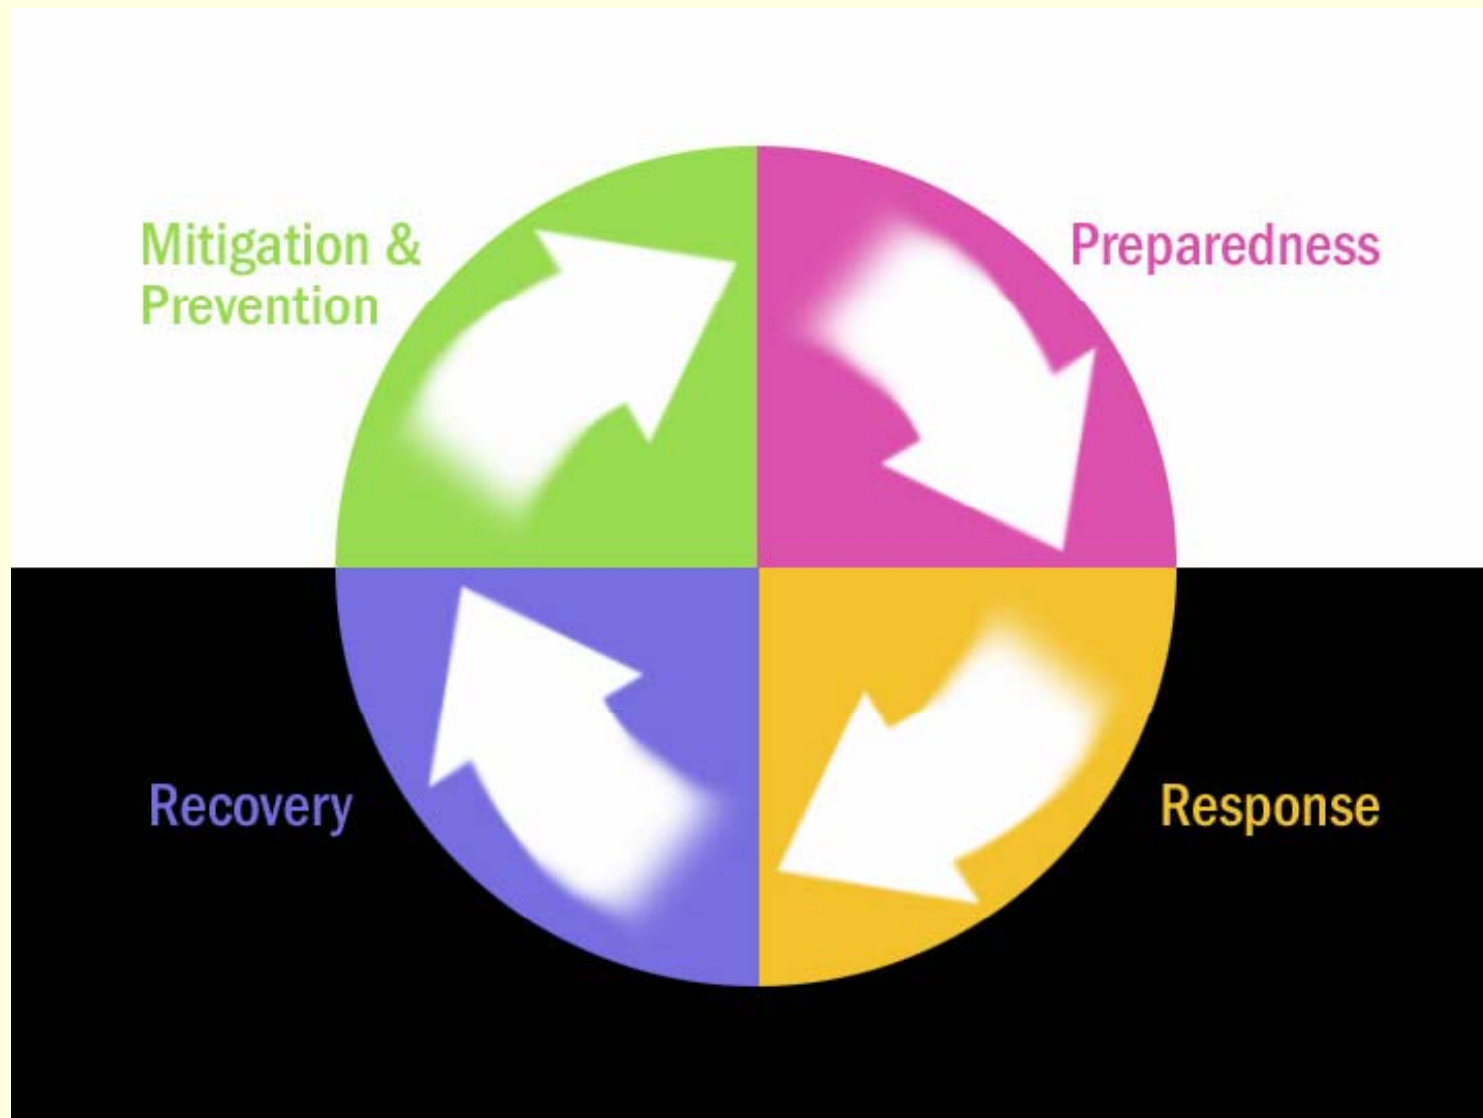 Mitigation &
Prevention
Preparedness
Recovery
Response